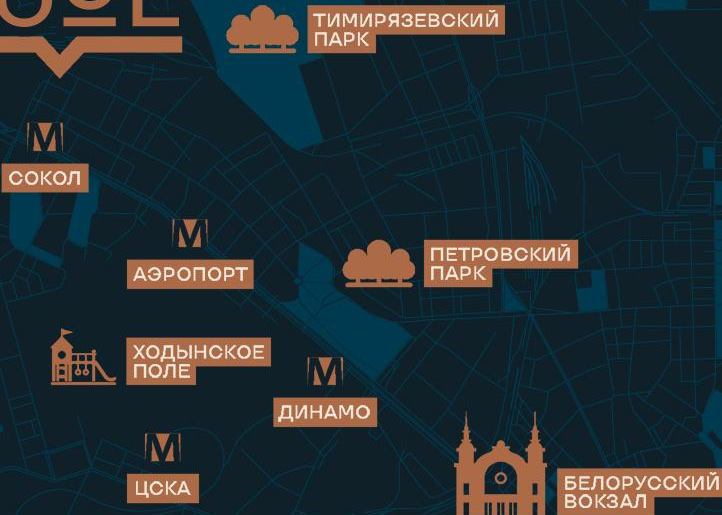 ТИМИРЯЗЕВСКИЙ
ПАРК
М
СОКОЛ
М
АЭРОПОРТ
ПЕТРОВСКИЙ
ПАРК
ХОДЫНСКОЕ
ПОЛЕ
М
ДИНАМО
М
ЦСКА
БЕЛОРУССКИЙ
ВОКЗАЛ